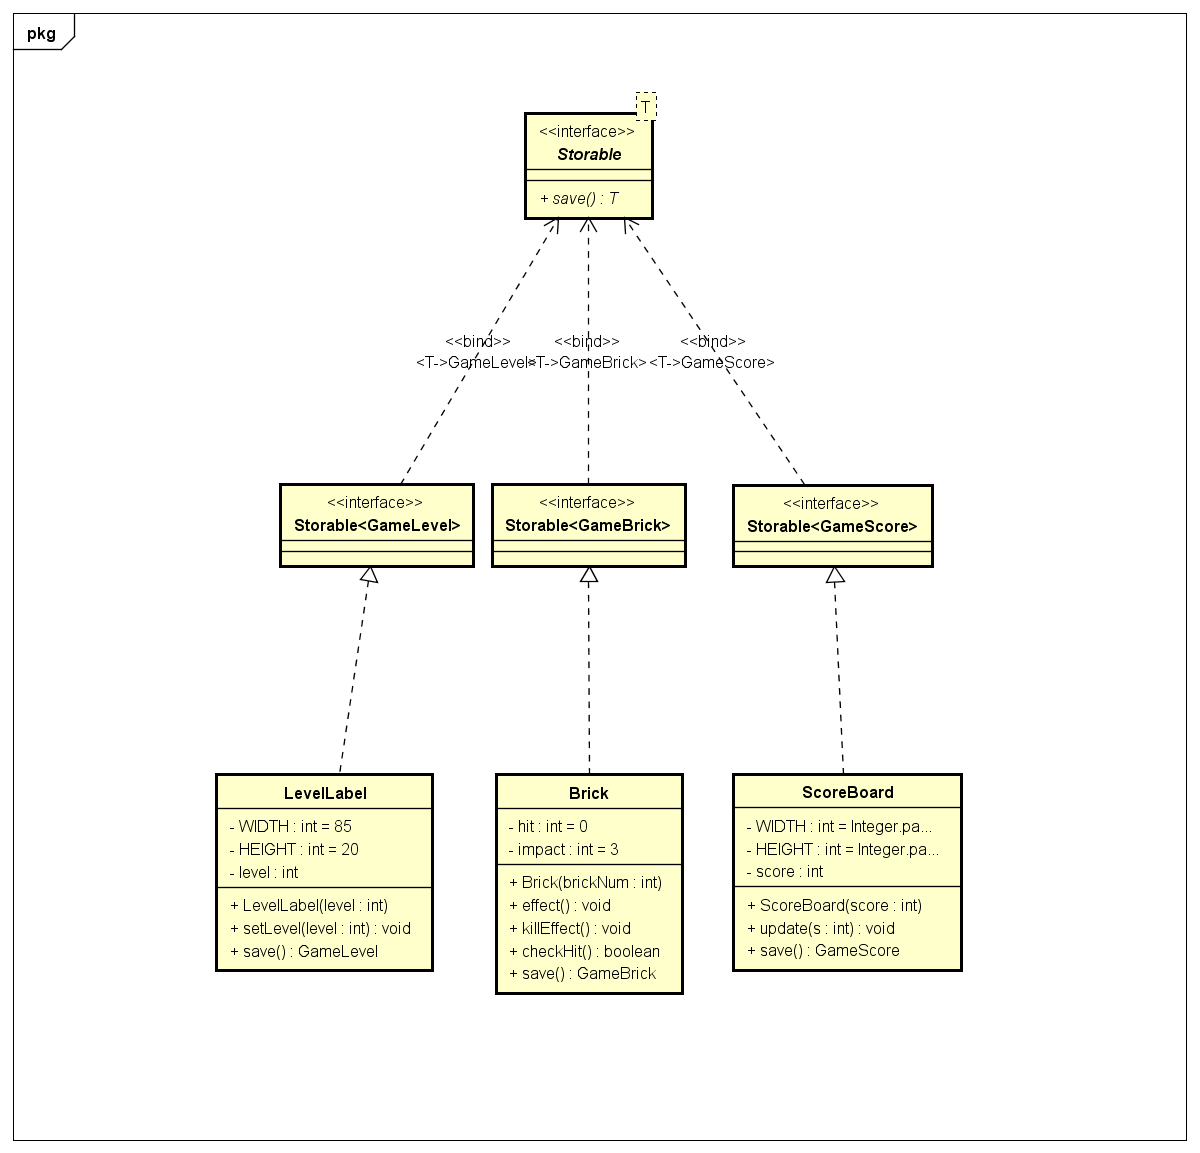 pkg
T
<<interface>>
Storable
+ save() : T
<<bind>>
<T->GameLevel>
<<bind>>
<T->GameBrick>
<<bind>>
<T->GameScore>
<<interface>>
Storable<GameLevel>
<<interface>>
Storable<GameBrick>
<<interface>>
Storable<GameScore>
LevelLabel
- WIDTH : int = 85
- HEIGHT : int = 20
- level : int
+ LevelLabel(level : int)
+ setLevel(level : int) : void
+ save() : GameLevel
Brick
- hit : int = 0
- impact : int = 3
+ Brick(brickNum : int)
+ effect() : void
+ killEffect() : void
+ checkHit() : boolean
+ save() : GameBrick
ScoreBoard
- WIDTH : int = Integer.pa...
- HEIGHT : int = Integer.pa...
- score : int
+ ScoreBoard(score : int)
+ update(s : int) : void
+ save() : GameScore